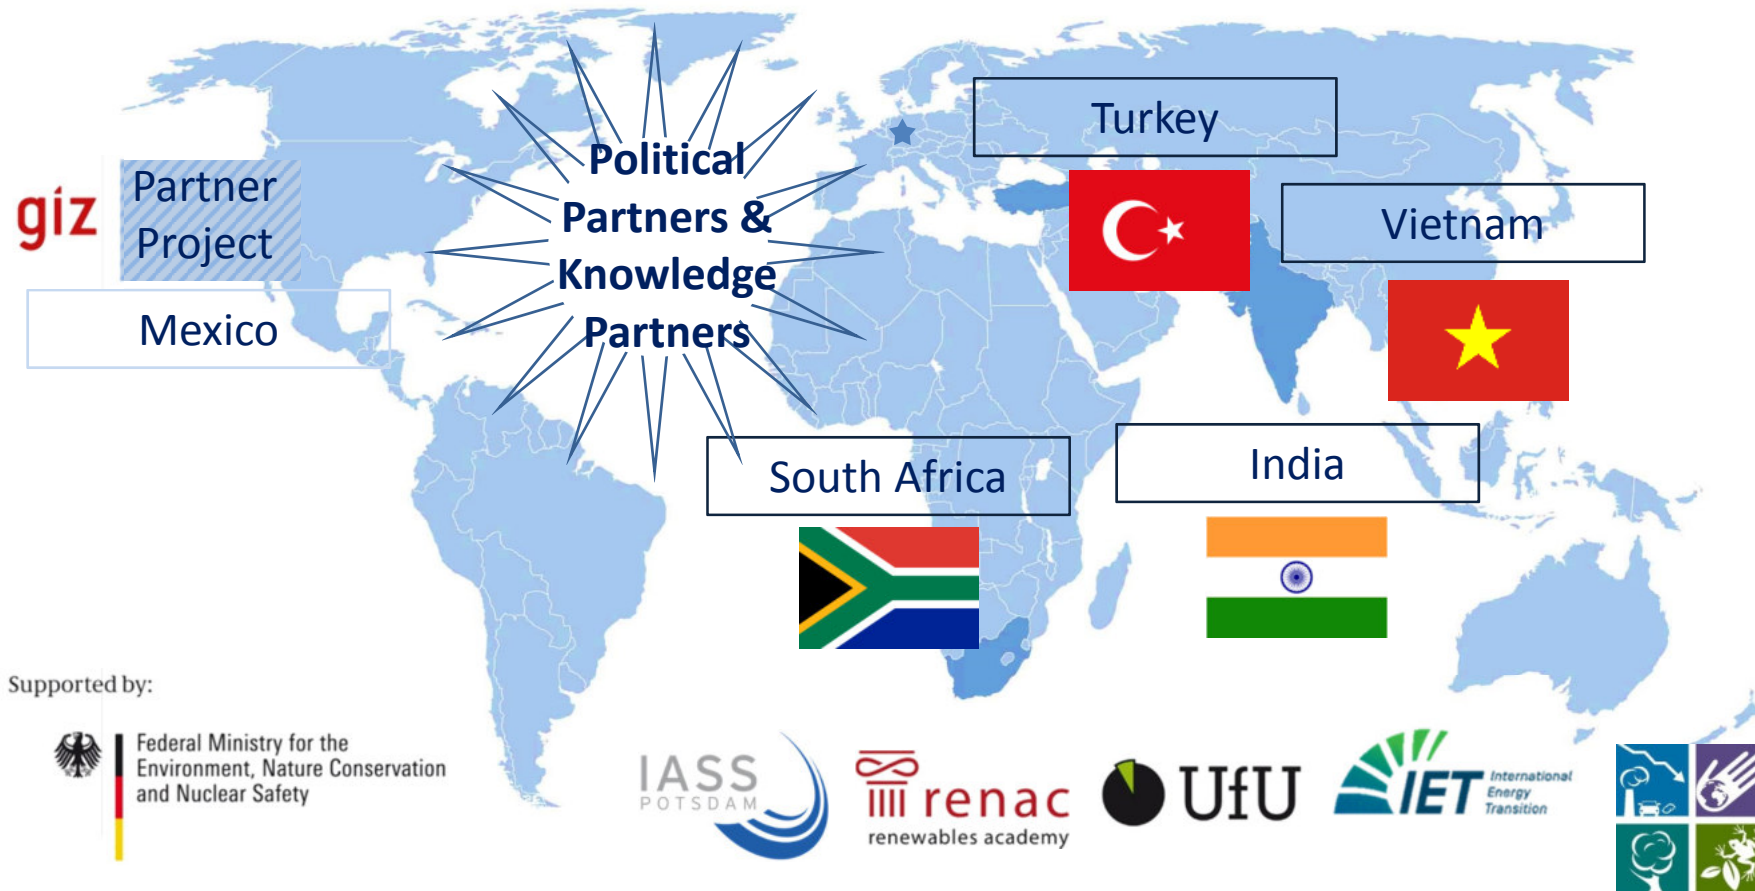 Turkey
Political
Partners &
Knowledge
Partners
giz
Partner
Project
Vietnam
Mexico
South Africa
India
Supported by:
Federal Ministry for the
Environment, Nature Conservation
and Nuclear Safety
IASS
POTSDAM
renac
renewables academy
UfU
IET
International
Energy
Transition